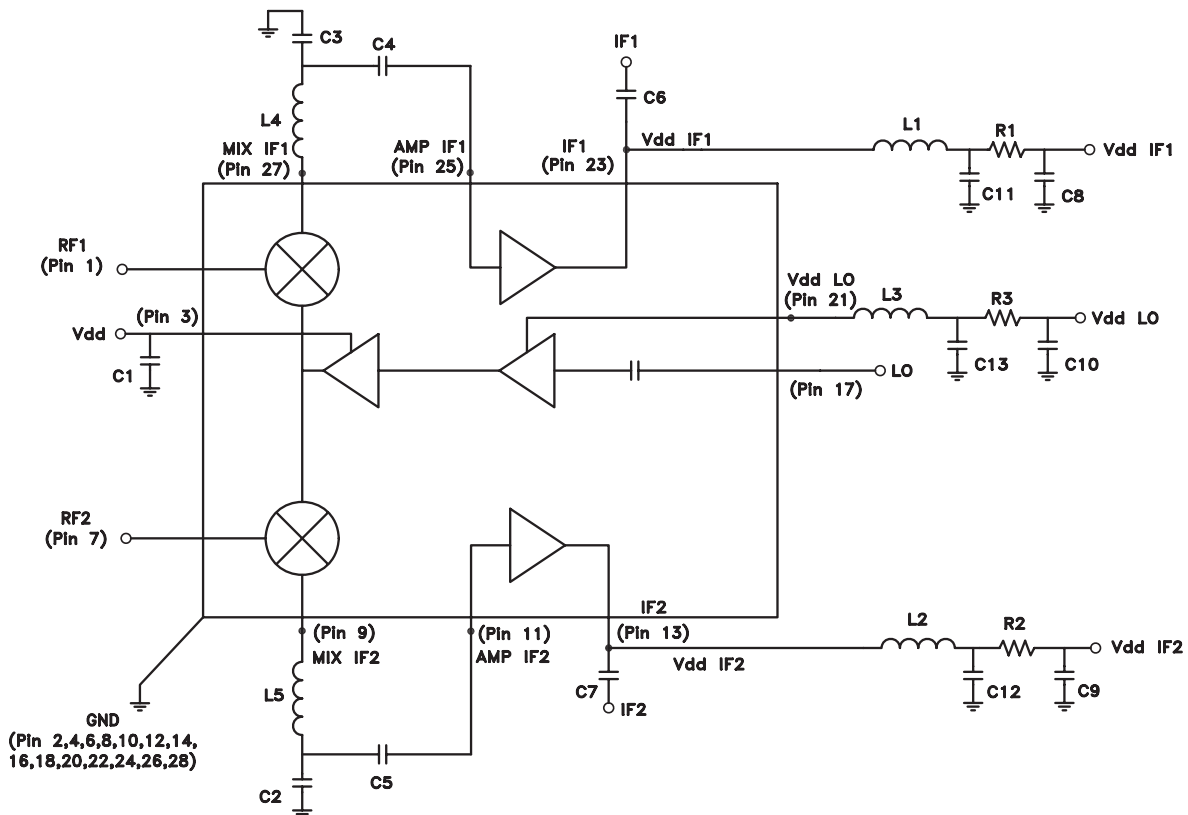 C3
C4
L4
MIX IF1
(Pin 27)
AMP IF1
(Pin 25)
IF1
C6
IF1
(Pin 23)
Vdd IF1
L1
R1
Vdd IF1
C11
C8
RF1
(Pin 1)
Vdd
(Pin 3)
C1
Vdd LO
(Pin 21)
L3
R3
Vdd LO
C13
C10
LO
(Pin 17)
RF2
(Pin 7)
(Pin 9)
MIX IF2
(Pin 11)
AMP IF2
IF2
(Pin 13)
Vdd IF2
L2
R2
Vdd IF2
C12
C9
C7
IF2
L5
C5
C2
GND
(Pin 2,4,6,8,10,12,14,
16,18,20,22,24,26,28)